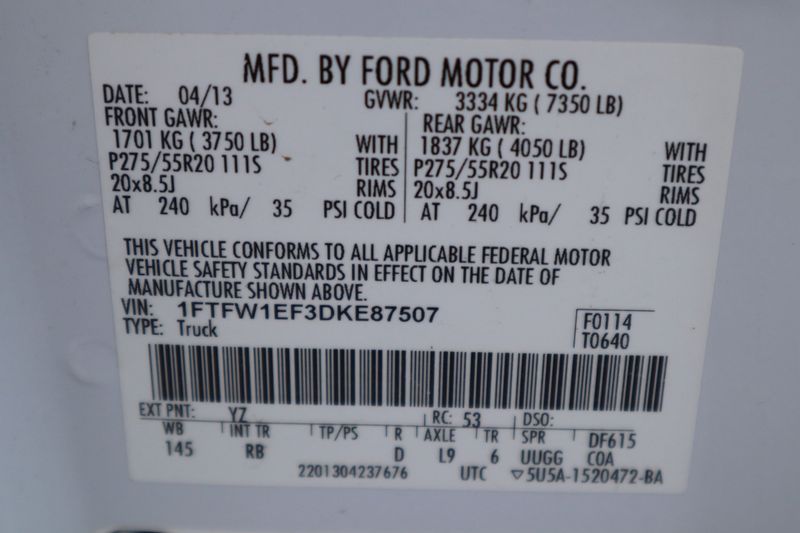 MFD. BY FORD MOTOR CO.
DATE: 04/13 GVWR: 3334 KG ( 7350 LB)
FRONT GAWR: REAR GAWR:
1701 KG ( 3750 LB) WITH 1837 KG ( 4050 LB) WITH
P275/55R20 111S TIRES P275/55R20 111S TIRES
20x8.5J RIMS 20x8.5J RIMS
AT 240 kPa/ 35 PSI COLD AT 240 kPa/ 35 PSI COLD
THIS VEHICLE CONFORMS TO ALL APPLICABLE FEDERAL MOTOR
VEHICLE SAFETY STANDARDS IN EFFECT ON THE DATE OF
MANUFACTURE SHOWN ABOVE.
VIN: 1FTFW1EF3DKE87507 F0114
TYPE: Truck T0640
EXT PNT: YZ RC: 53 DSO:
WB INT TR TP/PS R AXLE TR SPR DF615
145 RB D L9 6 UUGG COA
2201304237676 UTC ▽5U5A-1520472-BA